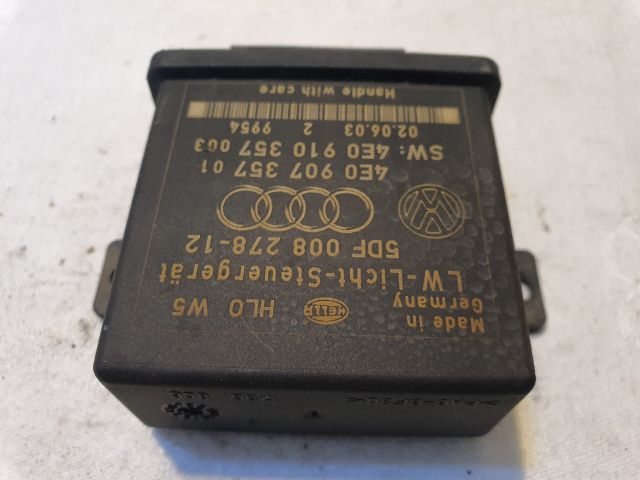 Made in
Germany
HELLA
HLO W5
LW-Licht-Steuergerät
5DF 008 278-12
4E0 907 357 01
SW: 4E0 910 357 003
02.06.03 2 9954
Handle with care